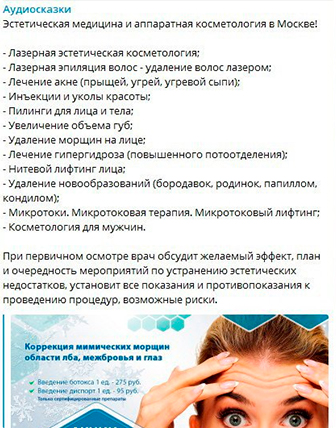 Аудиосказки
Эстетическая медицина и аппаратная косметология в Москве!
- Лазерная эстетическая косметология;
- Лазерная эпиляция волос - удаление волос лазером;
- Лечение акне (прыщей, угрей, угревой сыпи);
- Инъекции и уколы красоты;
- Пилинги для лица и тела;
- Увеличение объема губ;
- Удаление морщин на лице;
- Лечение гипергидроза (повышенного потоотделения);
- Нитевой лифтинг лица;
- Удаление новообразований (бородавок, родинок, папиллом,
кондилом);
- Микротоки. Микротоковая терапия. Микротоковый лифтинг;
- Косметология для мужчин.
При первичном осмотре врач обсудит желаемый эффект, план
и очередность мероприятий по устранению эстетических
недостатков, установит все показания и противопоказания к
проведению процедур, возможные риски.
Коррекция мимических морщин
области лба, межбровья и глаз
Введение ботокса 1 ед. - 275 руб.
Введение диспорт 1 ед. - 95 руб.
Только сертифицированные препараты